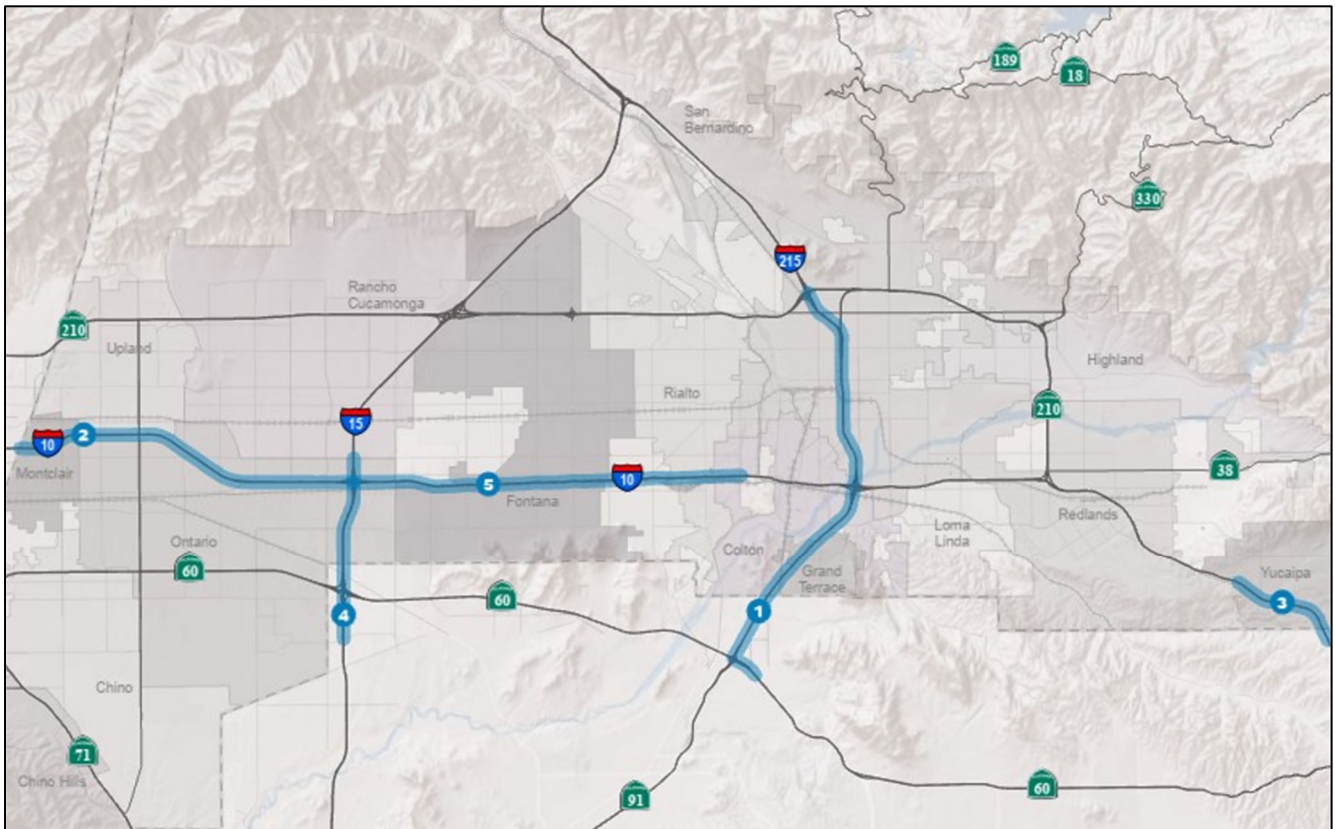 189
18
San
Bernardino
330
215
Rancho
Cucamonga
210
Upland
Highland
Rialto
210
15
10
2
Montclair
38
10
5
Fontana
Redlands
Loma
Linda
Ontario
Colton
Grand
Terrace
Yucaipa
60
60
3
1
4
Chino
71
Chino Hills
60
91